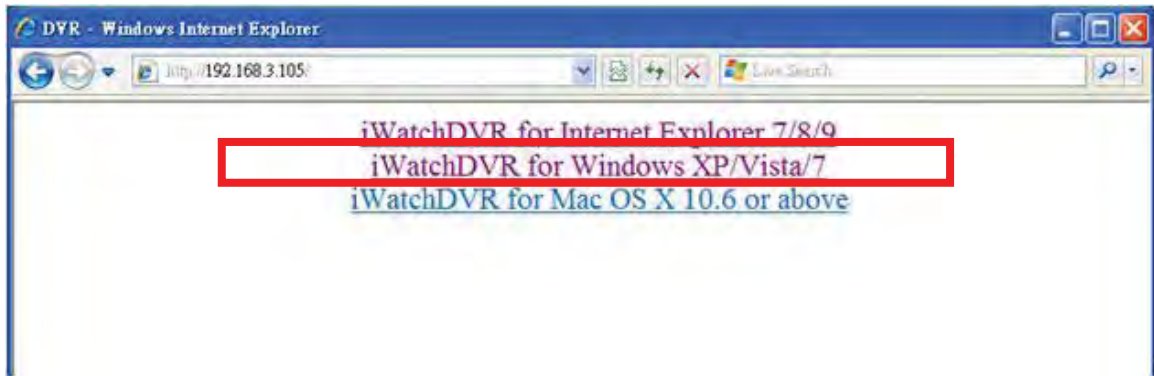 DVR - Windows Internet Explorer
http://192.168.3.105/
Live Search
iWatchDVR for Internet Explorer 7/8/9
iWatchDVR for Windows XP/Vista/7
iWatchDVR for Mac OS X 10.6 or above